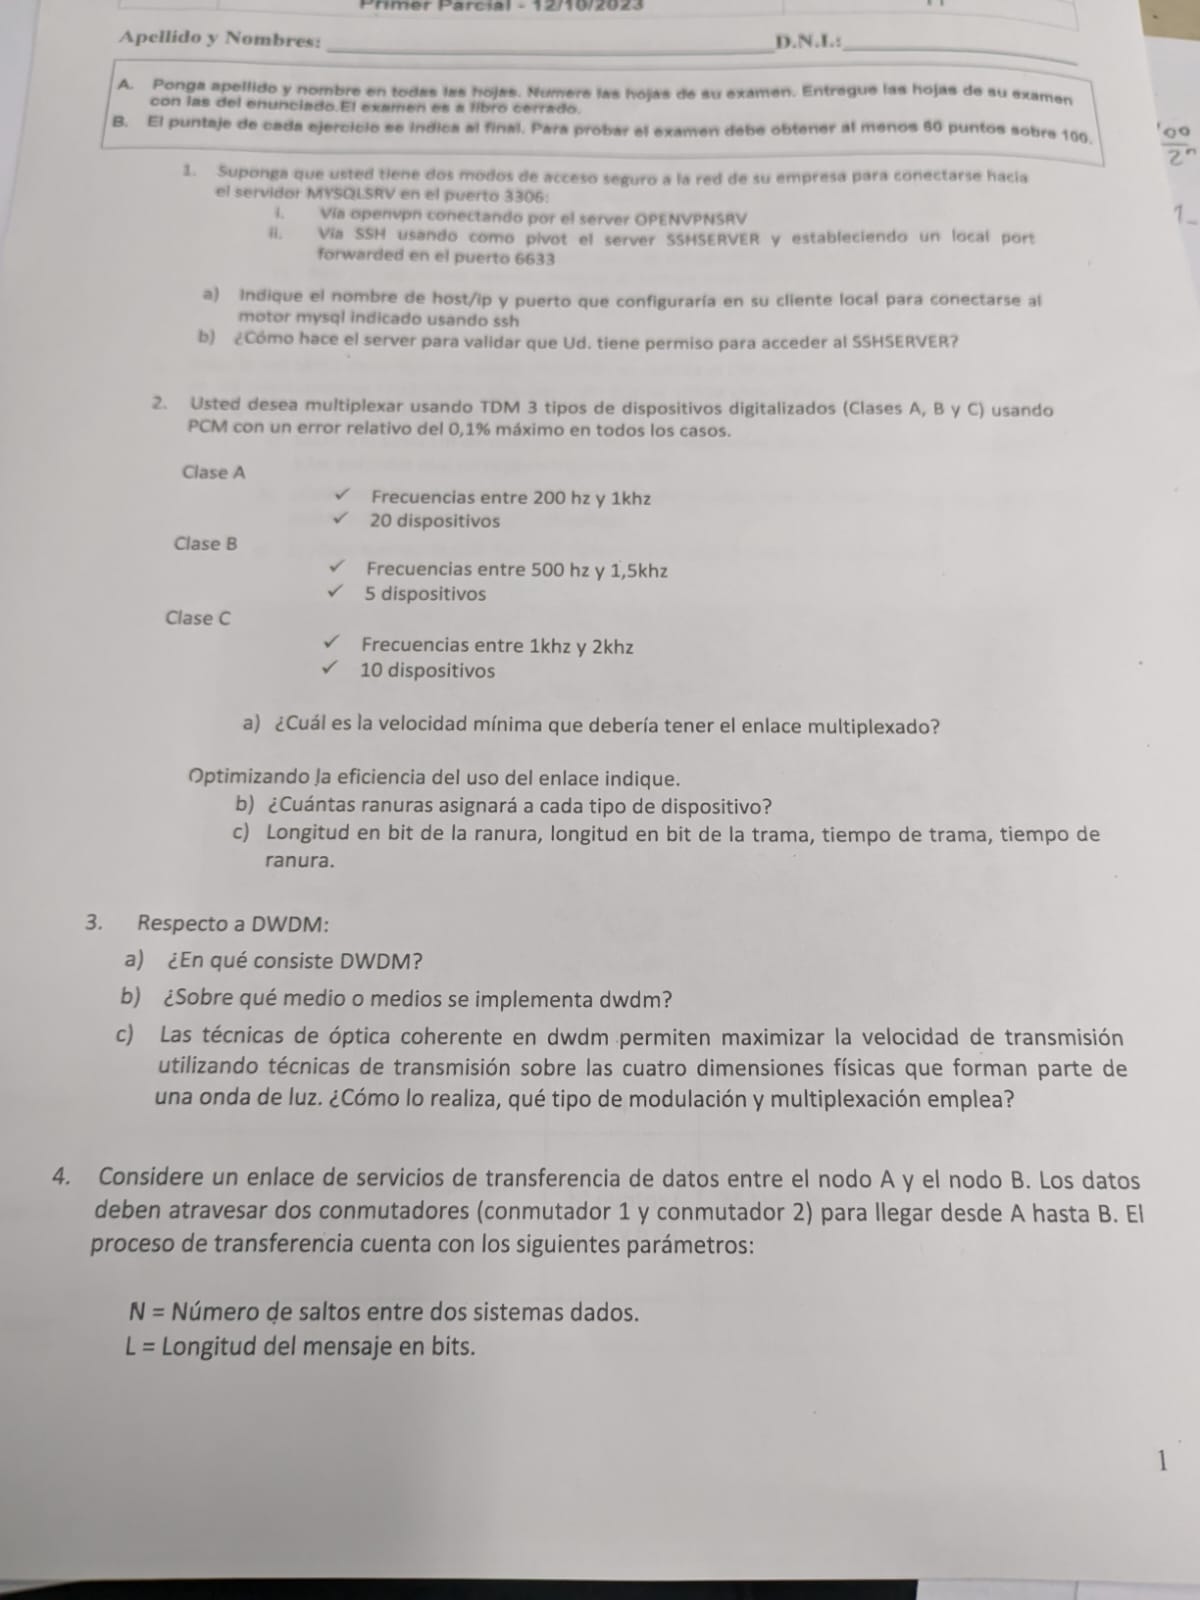 Primer Parcial - 12/10/2023
Apellido y Nombres: ____________ D.N.I.: ____________
A. Ponga apellido y nombre en todas las hojas. Numere las hojas de su examen. Entregue las hojas de su examen
con las del enunciado.El examen es a libro cerrado.
B. El puntaje de cada ejercicio se indica al final. Para probar el examen debe obtener al menos 60 puntos sobre 100.
100
2ⁿ
1. Suponga que usted tiene dos modos de acceso seguro a la red de su empresa para conectarse hacia
el servidor MYSQLSRV en el puerto 3306:
i. Vía openvpn conectando por el server OPENVPNSRV
ii. Vía SSH usando como pivot el server SSHSERVER y estableciendo un local port
forwarded en el puerto 6633
a) Indique el nombre de host/ip y puerto que configuraría en su cliente local para conectarse al
motor mysql indicado usando ssh
b) ¿Cómo hace el server para validar que Ud. tiene permiso para acceder al SSHSERVER?
2. Usted desea multiplexar usando TDM 3 tipos de dispositivos digitalizados (Clases A, B y C) usando
PCM con un error relativo del 0,1% máximo en todos los casos.
Clase A
✓ Frecuencias entre 200 hz y 1khz
✓ 20 dispositivos
Clase B
✓ Frecuencias entre 500 hz y 1,5khz
✓ 5 dispositivos
Clase C
✓ Frecuencias entre 1khz y 2khz
✓ 10 dispositivos
a) ¿Cuál es la velocidad mínima que debería tener el enlace multiplexado?
Optimizando la eficiencia del uso del enlace indique.
b) ¿Cuántas ranuras asignará a cada tipo de dispositivo?
c) Longitud en bit de la ranura, longitud en bit de la trama, tiempo de trama, tiempo de
ranura.
3. Respecto a DWDM:
a) ¿En qué consiste DWDM?
b) ¿Sobre qué medio o medios se implementa dwdm?
c) Las técnicas de óptica coherente en dwdm permiten maximizar la velocidad de transmisión
utilizando técnicas de transmisión sobre las cuatro dimensiones físicas que forman parte de
una onda de luz. ¿Cómo lo realiza, qué tipo de modulación y multiplexación emplea?
4. Considere un enlace de servicios de transferencia de datos entre el nodo A y el nodo B. Los datos
deben atravesar dos conmutadores (conmutador 1 y conmutador 2) para llegar desde A hasta B. El
proceso de transferencia cuenta con los siguientes parámetros:
N = Número de saltos entre dos sistemas dados.
L = Longitud del mensaje en bits.
1